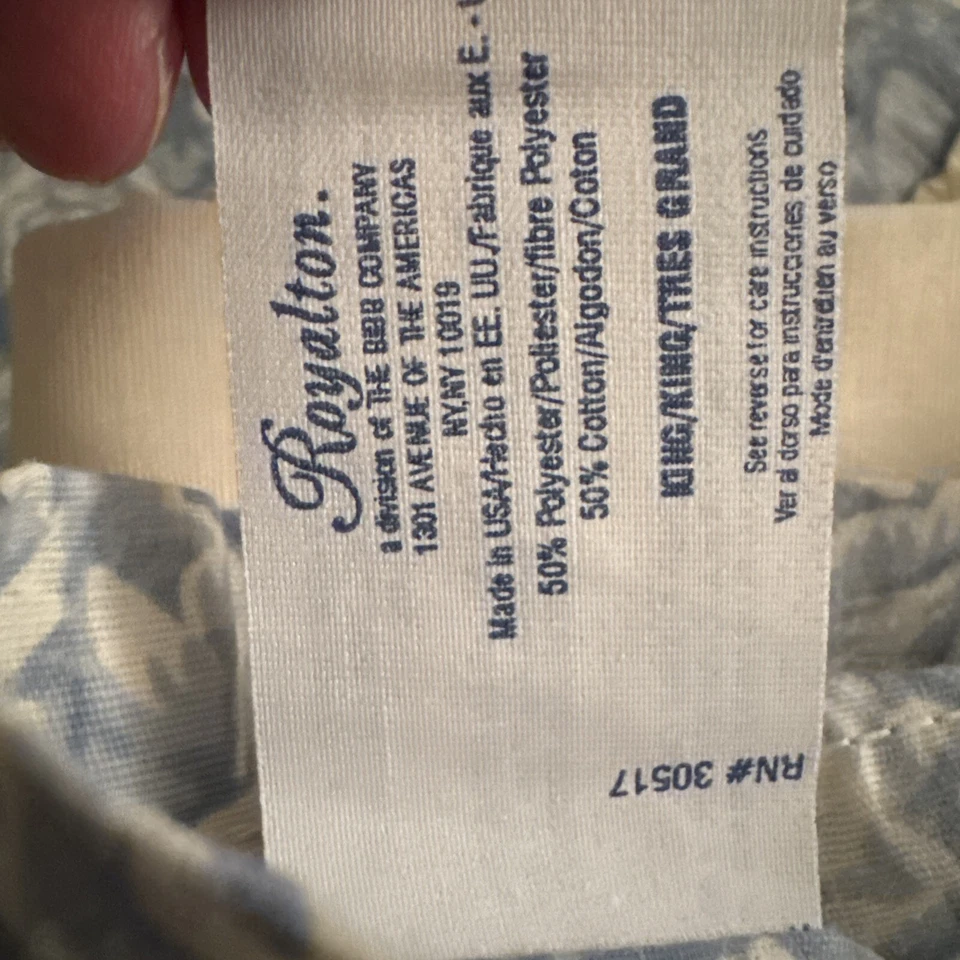 Royalton.
a division of THE BIBB COMPANY
1301 AVENUE OF THE AMERICAS
NY, NY 10019
Made in USA/Hecho en EE. UU./Fabrique aux E.-
50% Polyester/Poliester/fibre Polyester
50% Cotton/Algodon/Coton
KING/KING/TRES GRAND
See reverse for care instructions
Ver al dorso para instrucciones de cuidado
Mode d'entretien au verso
RN# 30517